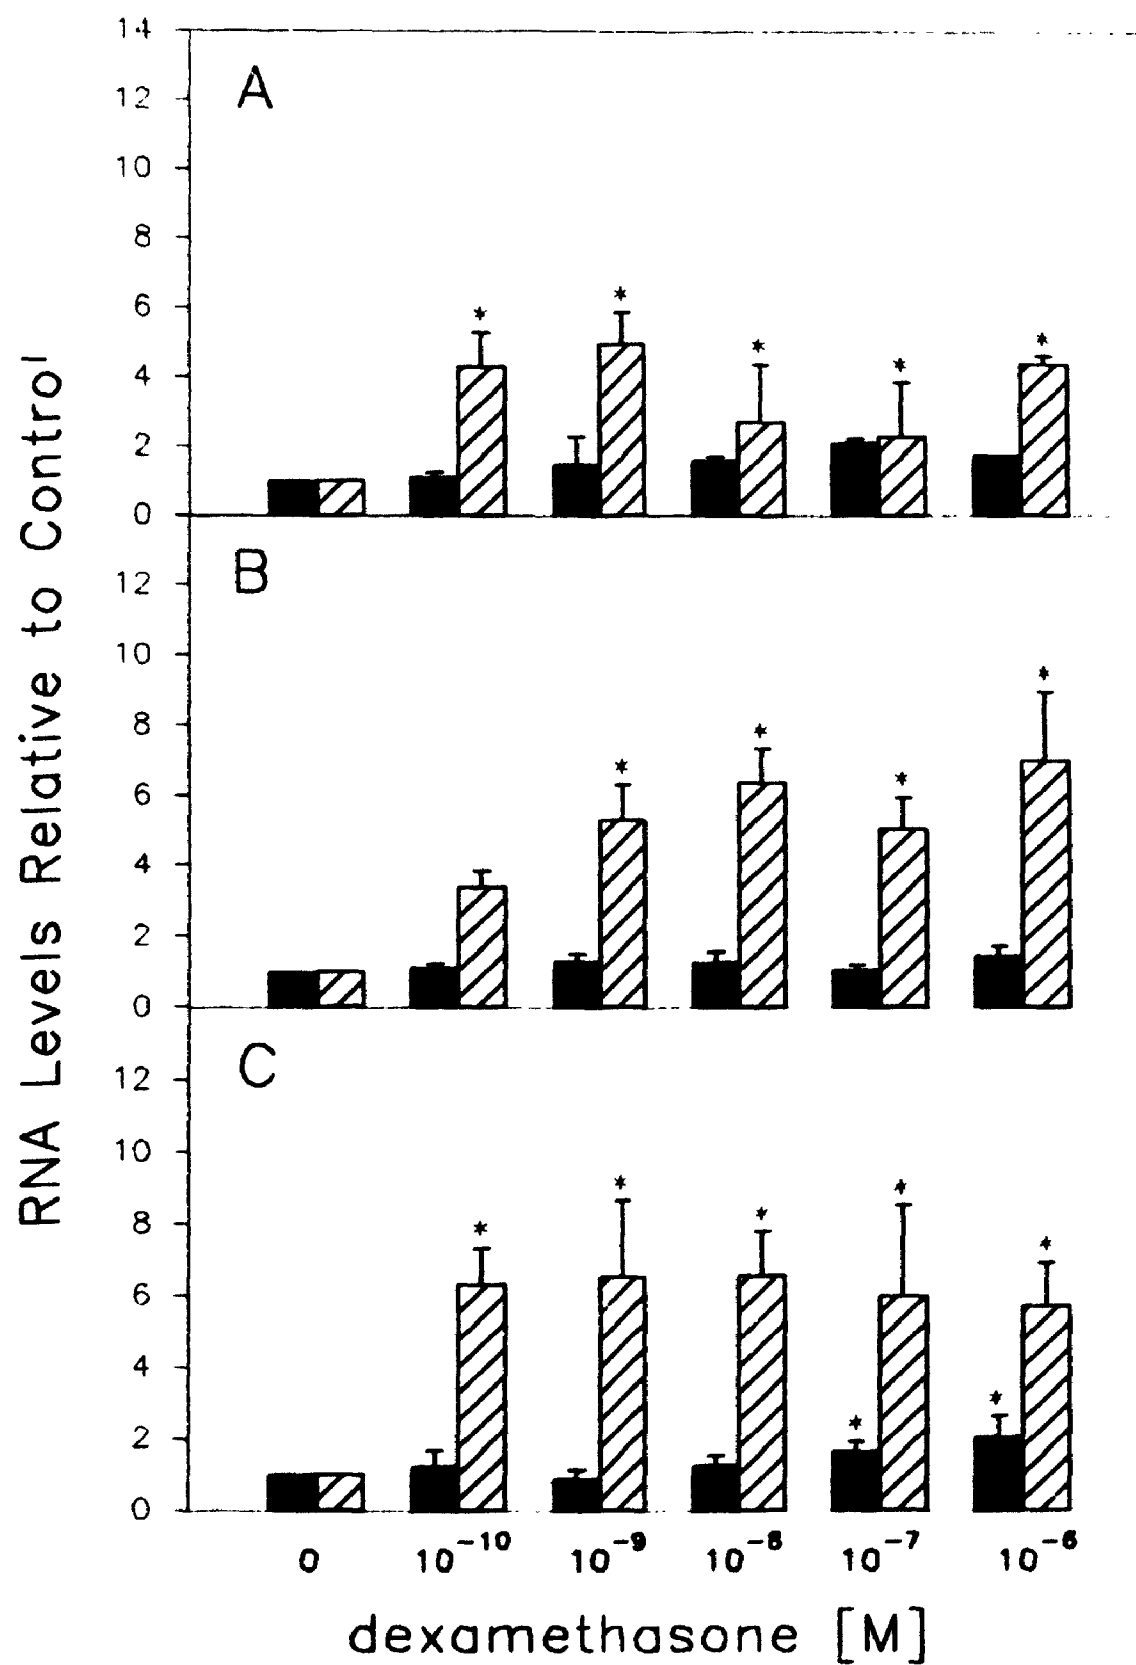 RNA Levels Relative to Control¹
14
A
12
10
8
6
4
2
0
* * * * *
B
12
10
8
6
4
2
0
* * * *
C
12
10
8
6
4
2
0
* * * * * * *
0 10⁻¹⁰ 10⁻⁹ 10⁻⁸ 10⁻⁷ 10⁻⁶
dexamethasone [M]